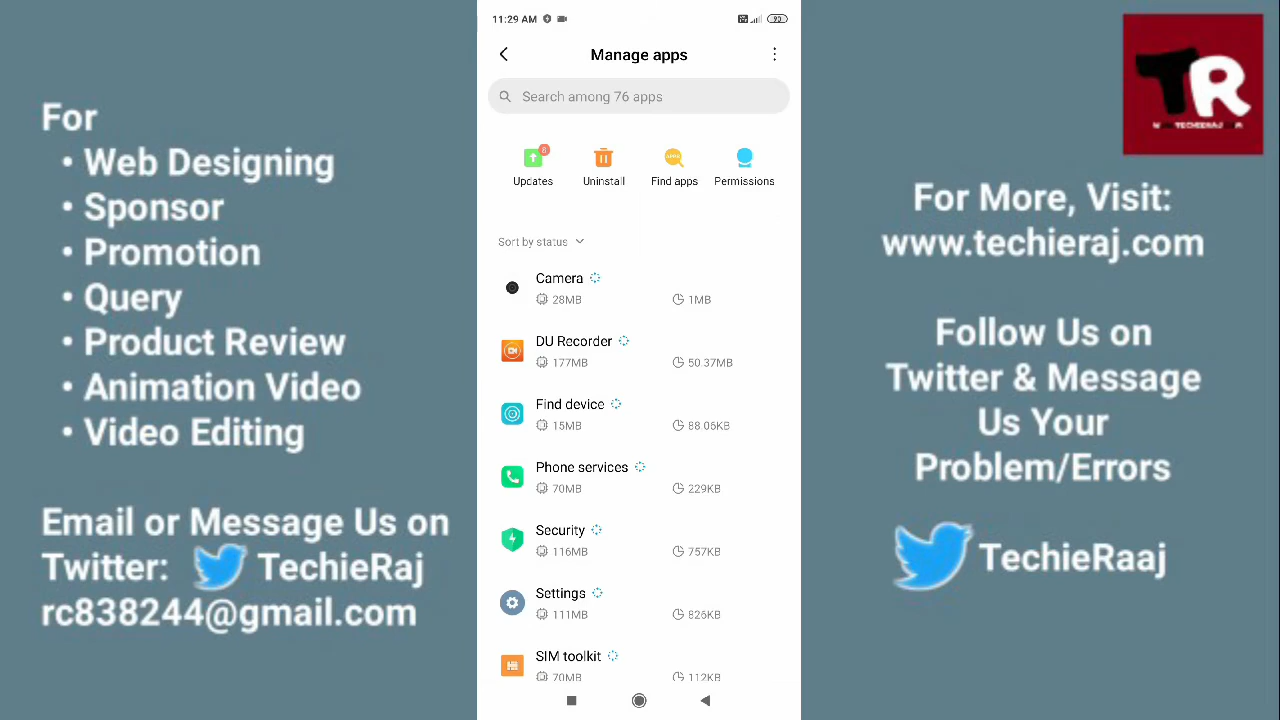 For
• Web Designing
• Sponsor
• Promotion
• Query
• Product Review
• Animation Video
• Video Editing
Email or Message Us on
Twitter: TechieRaj
rc838244@gmail.com
11:29 AM
90
Manage apps
Search among 76 apps
6
APPS
Updates
Uninstall
Find apps
Permissions
Sort by status
Camera
28MB
1MB
DU Recorder
177MB
50.37MB
Find device
15MB
88.06KB
Phone services
70MB
229KB
Security
116MB
757KB
Settings
111MB
826KB
SIM toolkit
70MB
112KB
TR
For More, Visit:
www.techieraj.com
Follow Us on
Twitter & Message
Us Your
Problem/Errors
TechieRaaj